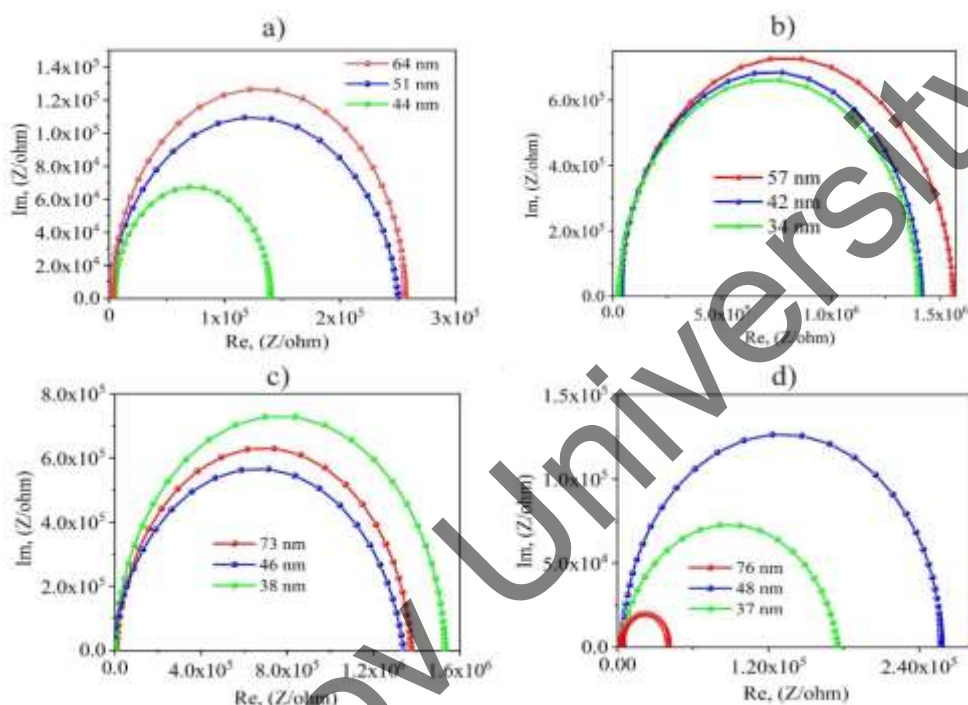 a)
1.4x10⁵
1.2x10⁵
1.0x10⁵
8.0x10⁴
6.0x10⁴
4.0x10⁴
2.0x10⁴
0.0
Im, (Z/ohm)
64 nm
51 nm
44 nm
0
1x10⁵
2x10⁵
3x10⁵
Re, (Z/ohm)
b)
6.0x10⁵
4.0x10⁵
2.0x10⁵
0.0
Im, (Z/ohm)
57 nm
42 nm
34 nm
0.0
5.0x10⁵
1.0x10⁶
1.5x10⁶
Re, (Z/ohm)
c)
8.0x10⁵
6.0x10⁵
4.0x10⁵
2.0x10⁵
0.0
Im, (Z/ohm)
73 nm
46 nm
38 nm
0.0
4.0x10⁵
8.0x10⁵
1.2x10⁶
1.6x10⁶
Re, (Z/ohm)
d)
1.5x10⁵
1.0x10⁵
5.0x10⁴
0.0
Im, (Z/ohm)
76 nm
48 nm
37 nm
0.00
1.20x10⁵
2.40x10⁵
Re, (Z/ohm)
University